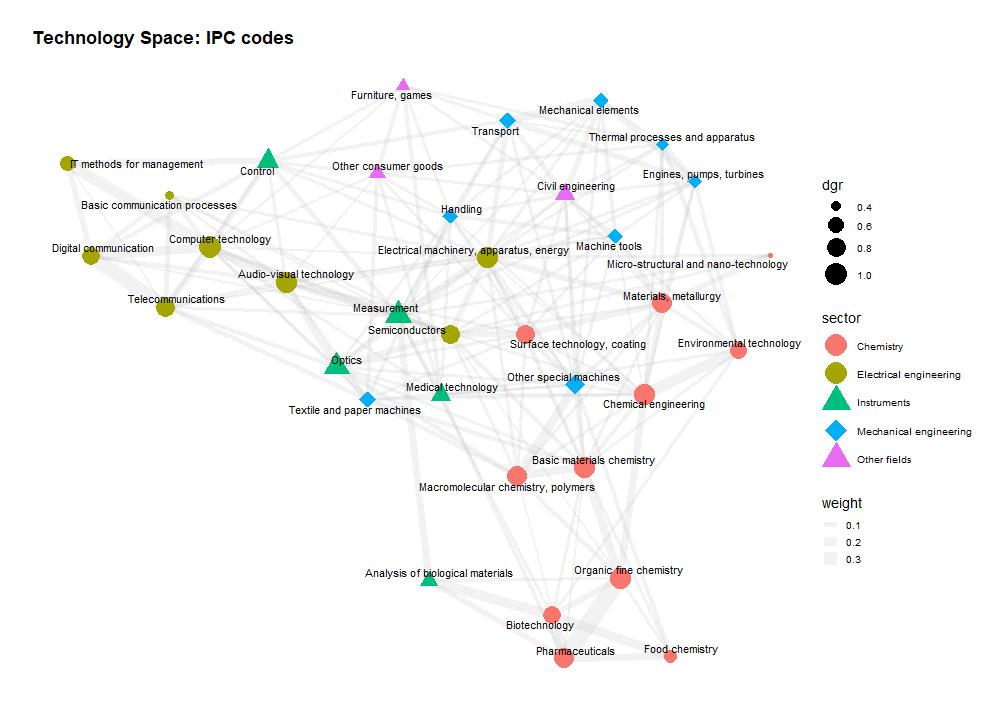 Technology Space: IPC codes
Furniture, games
Mechanical elements
Transport
Thermal processes and apparatus
IT methods for management
Control
Other consumer goods
Engines, pumps, turbines
Civil engineering
Basic communication processes
Handling
Digital communication
Computer technology
Electrical machinery, apparatus, energy
Machine tools
Micro-structural and nano-technology
Audio-visual technology
Telecommunications
Measurement
Materials, metallurgy
Semiconductors
Surface technology, coating
Environmental technology
Optics
Medical technology
Other special machines
Textile and paper machines
Chemical engineering
Basic materials chemistry
Macromolecular chemistry, polymers
Analysis of biological materials
Organic fine chemistry
Biotechnology
Pharmaceuticals
Food chemistry
dgr
0.4
0.6
0.8
1.0
sector
Chemistry
Electrical engineering
Instruments
Mechanical engineering
Other fields
weight
0.1
0.2
0.3